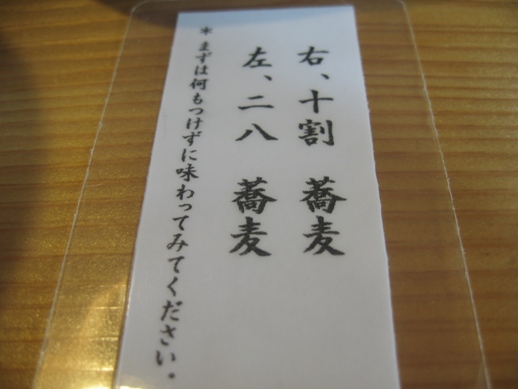 右、十割 蕎麦
左、二八 蕎麦
＊まずは何もつけずに味わってみてください。